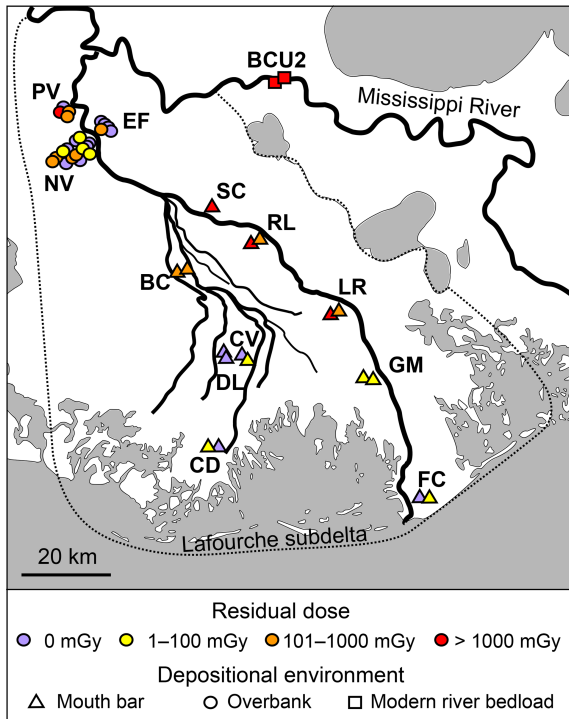 BCU2
Mississippi River
PV
EF
NV
SC
RL
BC
LR
CV
DL
GM
CD
FC
Lafourche subdelta
20 km
Residual dose
0 mGy 1–100 mGy 101–1000 mGy > 1000 mGy
Depositional environment
Mouth bar Overbank Modern river bedload